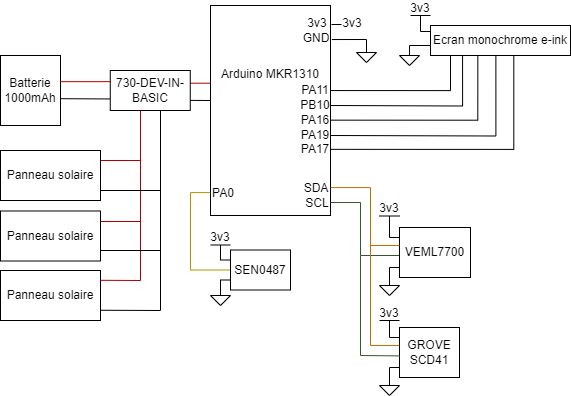 3v3
3v3
3v3
GND
Ecran monochrome e-ink
Batterie
1000mAh
730-DEV-IN-
BASIC
Arduino MKR1310
PA11
PB10
PA16
PA19
PA17
Panneau solaire
PA0
SDA
SCL
3v3
Panneau solaire
3v3
VEML7700
SEN0487
Panneau solaire
3v3
GROVE
SCD41